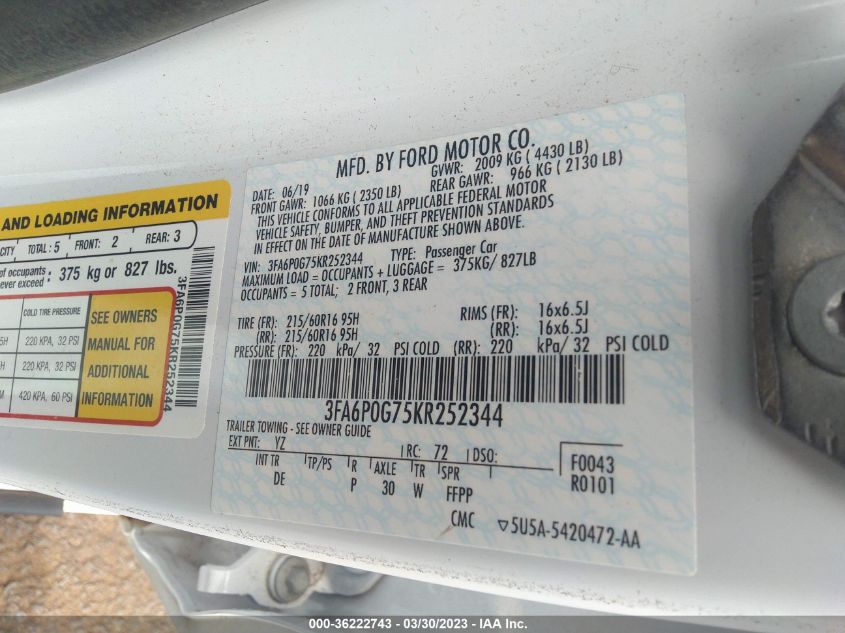 AND LOADING INFORMATION
CITY TOTAL: 5 FRONT: 2 REAR: 3
of occupants
exceed : 375 kg or 827 lbs.
COLD TIRE PRESSURE
5H 220 KPA, 32 PSI
H 220 KPA, 32 PSI
M 420 KPA, 60 PSI
SEE OWNERS
MANUAL FOR
ADDITIONAL
INFORMATION
3FA6P0G75KR252344
MFD. BY FORD MOTOR CO.
DATE: 06/19 GVWR: 2009 KG ( 4430 LB)
FRONT GAWR: 1066 KG ( 2350 LB) REAR GAWR: 966 KG ( 2130 LB)
THIS VEHICLE CONFORMS TO ALL APPLICABLE FEDERAL MOTOR
VEHICLE SAFETY, BUMPER, AND THEFT PREVENTION STANDARDS
IN EFFECT ON THE DATE OF MANUFACTURE SHOWN ABOVE.
VIN: 3FA6P0G75KR252344 TYPE: Passenger Car
MAXIMUM LOAD = OCCUPANTS + LUGGAGE = 375KG/ 827LB
OCCUPANTS = 5 TOTAL; 2 FRONT, 3 REAR
TIRE (FR): 215/60R16 95H RIMS (FR): 16x6.5J
(RR): 215/60R16 95H (RR): 16x6.5J
PRESSURE (FR): 220 kPa/ 32 PSI COLD (RR): 220 kPa/ 32 PSI COLD
3FA6P0G75KR252344
TRAILER TOWING - SEE OWNER GUIDE
EXT PNT: YZ RC: 72 DSO:
INT TR TP/PS R AXLE TR SPR
DE P 30 W FFPP
F0043
R0101
CMC ▽5U5A-5420472-AA
000-36222743 - 03/30/2023 - IAA Inc.